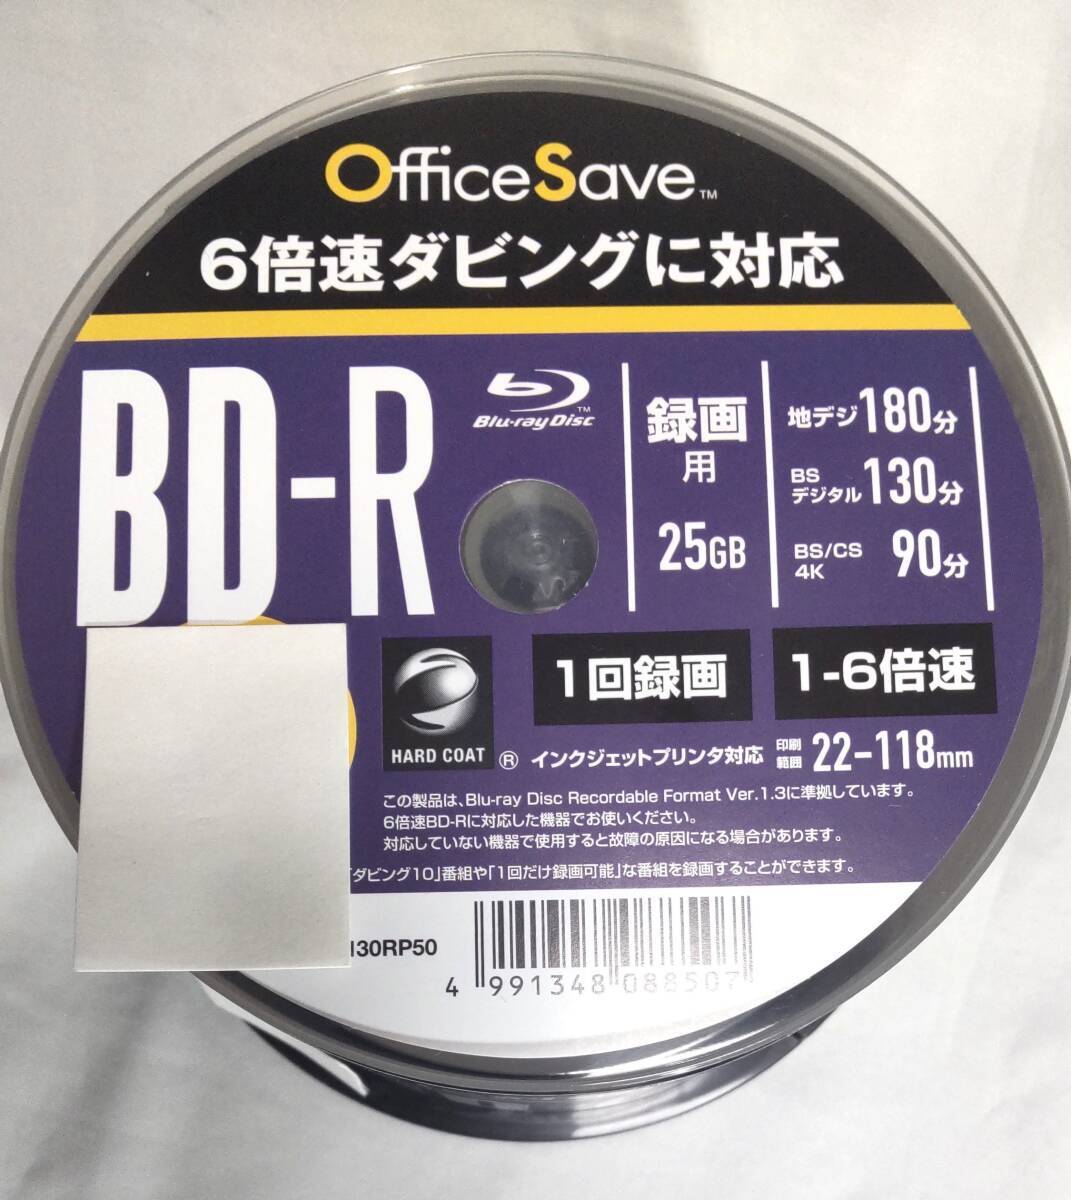 OfficeSave™
6倍速ダビングに対応
BD-R
Blu-ray Disc™
録画用
25GB
地デジ180分
BSデジタル130分
BS/CS 4K 90分
HARD COAT®
1回録画
1-6倍速
インクジェットプリンタ対応 印刷範囲 22-118mm
この製品は、Blu-ray Disc Recordable Format Ver.1.3に準拠しています。
6倍速BD-Rに対応した機器でお使いください。
対応していない機器で使用すると故障の原因になる場合があります。
「ダビング10」番組や「1回だけ録画可能」な番組を録画することができます。
130RP50
4 991348 088507